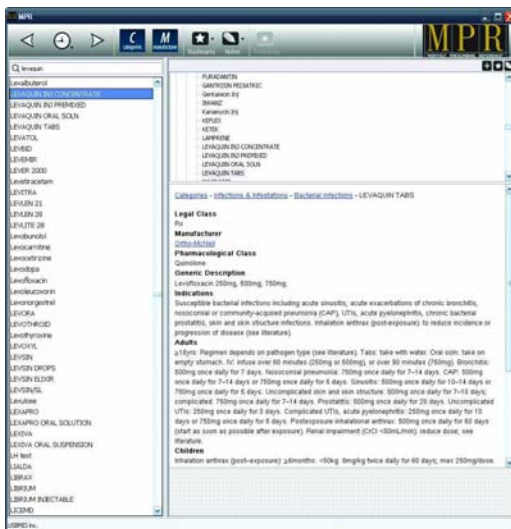 MPR
C
categories
M
manufacturer
Bookmarks
Notes
MPR
levaquin
Levalbuterol
LEVAQUIN INJ CONCENTRATE
LEVAQUIN INJ PREMIXED
LEVAQUIN ORAL SOLN
LEVAQUIN TABS
LEVATOL
LEVBID
LEVEMIR
LEVER 2000
Levetiracetam
LEVITRA
LEVLEN 21
LEVLEN 28
LEVLITE 28
Levobunolol
Levocarnitine
Levocetirizine
Levodopa
Levofloxacin
Levoleucovorin
Levonorgestrel
LEVORA
LEVOTHROID
Levothyroxine
LEVOXYL
LEVSIN
LEVSIN DROPS
LEVSIN ELIXIR
LEVSIN/SL
Levulose
LEXAPRO
LEXAPRO ORAL SOLUTION
LEXIVA
LEXIVA ORAL SUSPENSION
LH test
LIALDA
LIBRAX
LIBRIUM
LIBRIUM INJECTABLE
LICEMD
FURADANTIN
GANTRISIN PEDIATRIC
Gentamicin Inj
INVANZ
Kanamycin Inj
KEFLEX
KETEK
LAMPRENE
LEVAQUIN INJ CONCENTRATE
LEVAQUIN INJ PREMIXED
LEVAQUIN ORAL SOLN
LEVAQUIN TABS
Categories - Infections & Infestations - Bacterial infections - LEVAQUIN TABS
Legal Class
Rx
Manufacturer
Ortho-McNeil
Pharmacological Class
Quinolone
Generic Description
Levofloxacin 250mg, 500mg, 750mg.
Indications
Susceptible bacterial infections including acute sinusitis, acute exacerbations of chronic bronchitis,
nosocomial or community-acquired pneumonia (CAP), UTIs, acute pyelonephritis, chronic bacterial
prostatitis, skin and skin structure infections. Inhalation anthrax (post-exposure): to reduce incidence or
progression of disease (see literature).
Adults
≥18yrs: Regimen depends on pathogen type (see literature). Tabs: take with water. Oral soln: take on
empty stomach. IV: infuse over 60 minutes (250mg or 500mg), or over 90 minutes (750mg). Bronchitis:
500mg once daily for 7 days. Nosocomial pneumonia: 750mg once daily for 7–14 days. CAP: 500mg
once daily for 7–14 days or 750mg once daily for 5 days. Sinusitis: 500mg once daily for 10–14 days or
750mg once daily for 5 days. Uncomplicated skin and skin structure: 500mg once daily for 7–10 days;
complicated: 750mg once daily for 7–14 days. Prostatitis: 500mg once daily for 28 days. Uncomplicated
UTIs: 250mg once daily for 3 days. Complicated UTIs, acute pyelonephritis: 250mg once daily for 10
days or 750mg once daily for 5 days. Postexposure inhalational anthrax: 500mg once daily for 60 days
(start as soon as possible after exposure). Renal impairment (CrCl <50mL/min): reduce dose; see
literature.
Children
Inhalation anthrax (post–exposure) ≥6months: <50kg: 8mg/kg twice daily for 60 days; max 250mg/dose.
USBMIS Inc.